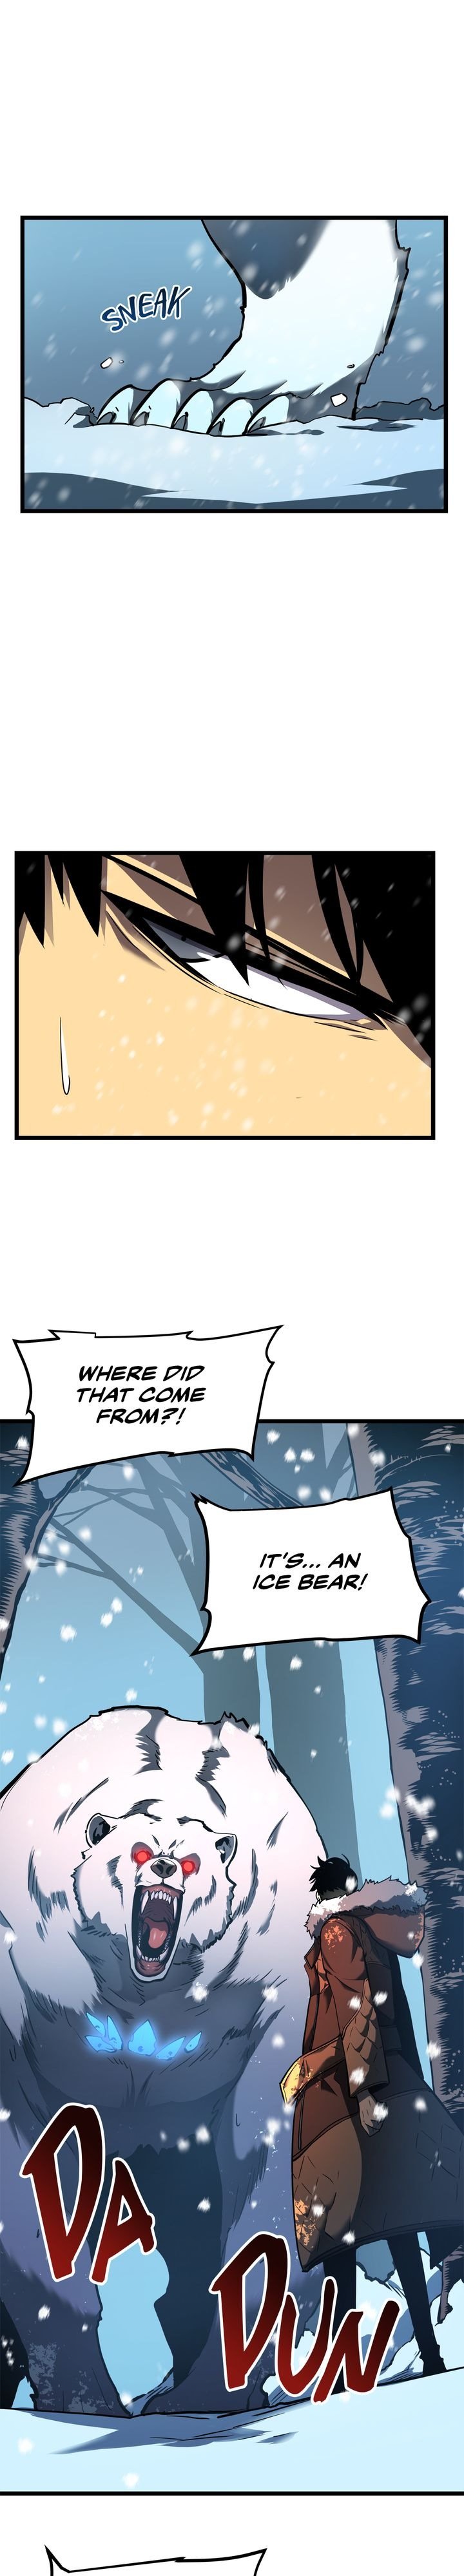 SNEAK
WHERE DID
THAT COME
FROM?!
IT'S... AN
ICE BEAR!
DA
DUN